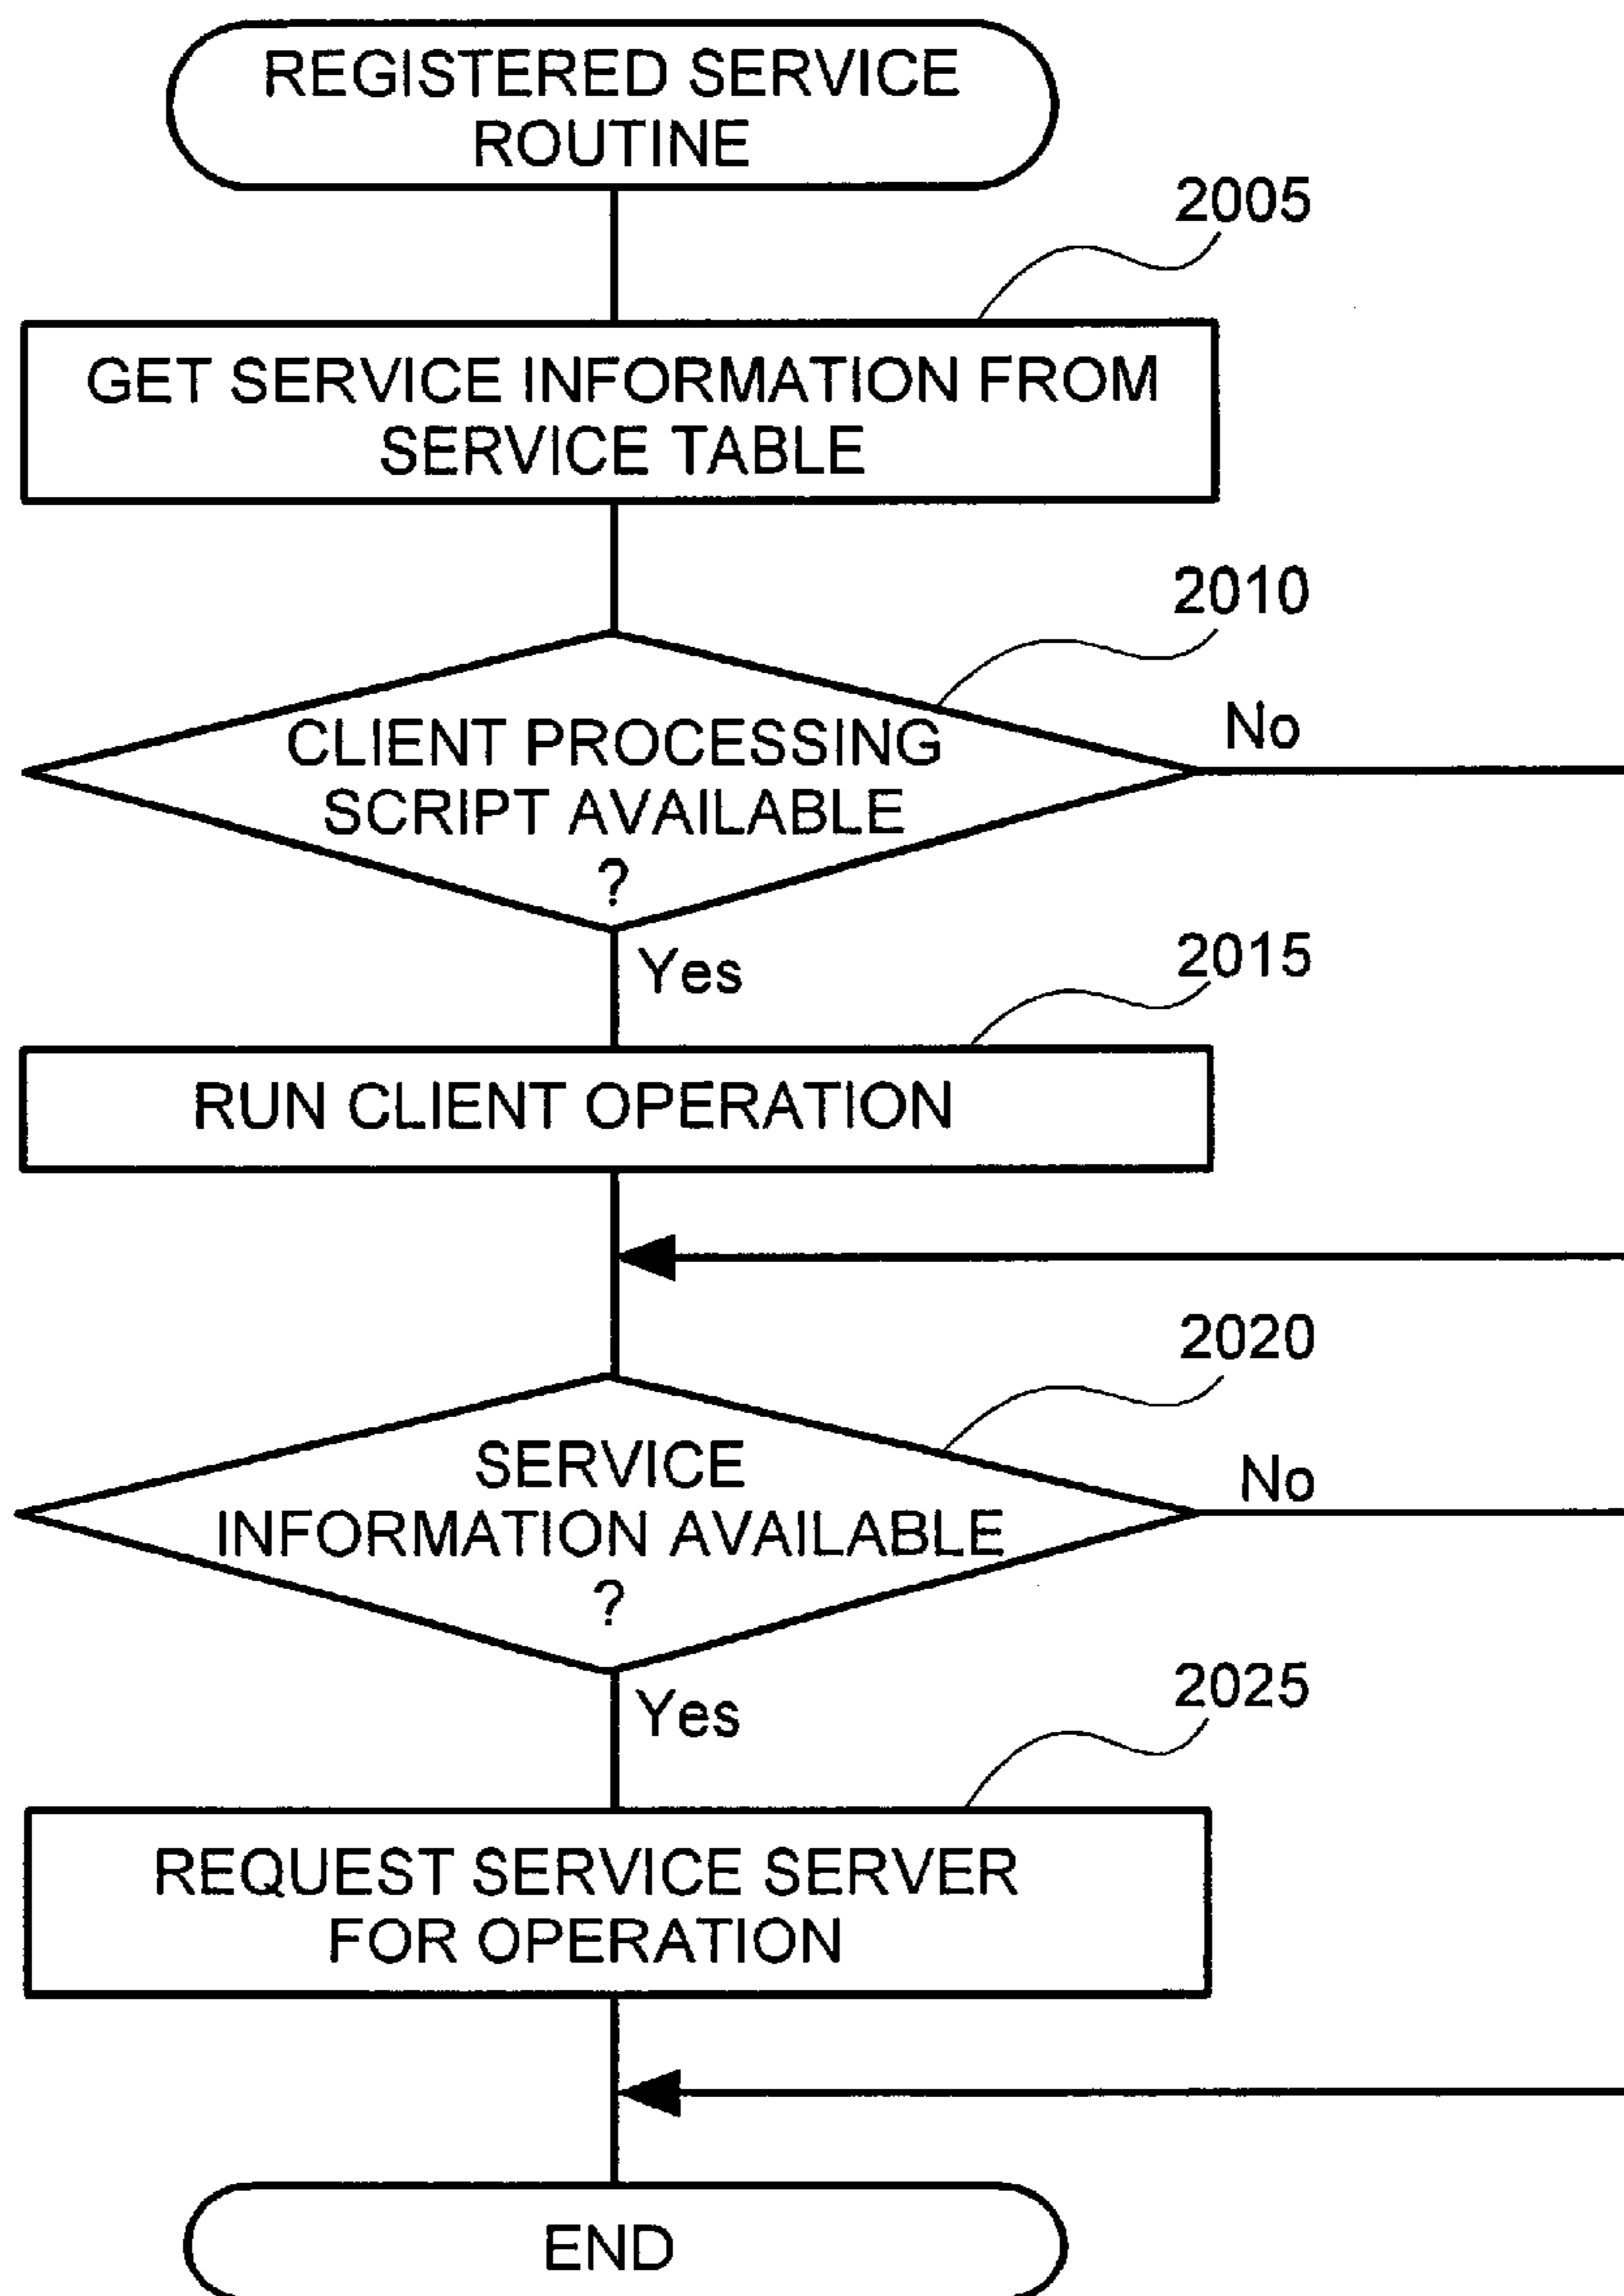 REGISTERED SERVICE
ROUTINE
2005
GET SERVICE INFORMATION FROM
SERVICE TABLE
2010
CLIENT PROCESSING
SCRIPT AVAILABLE
?
No
Yes
2015
RUN CLIENT OPERATION
2020
SERVICE
INFORMATION AVAILABLE
?
No
Yes
2025
REQUEST SERVICE SERVER
FOR OPERATION
END